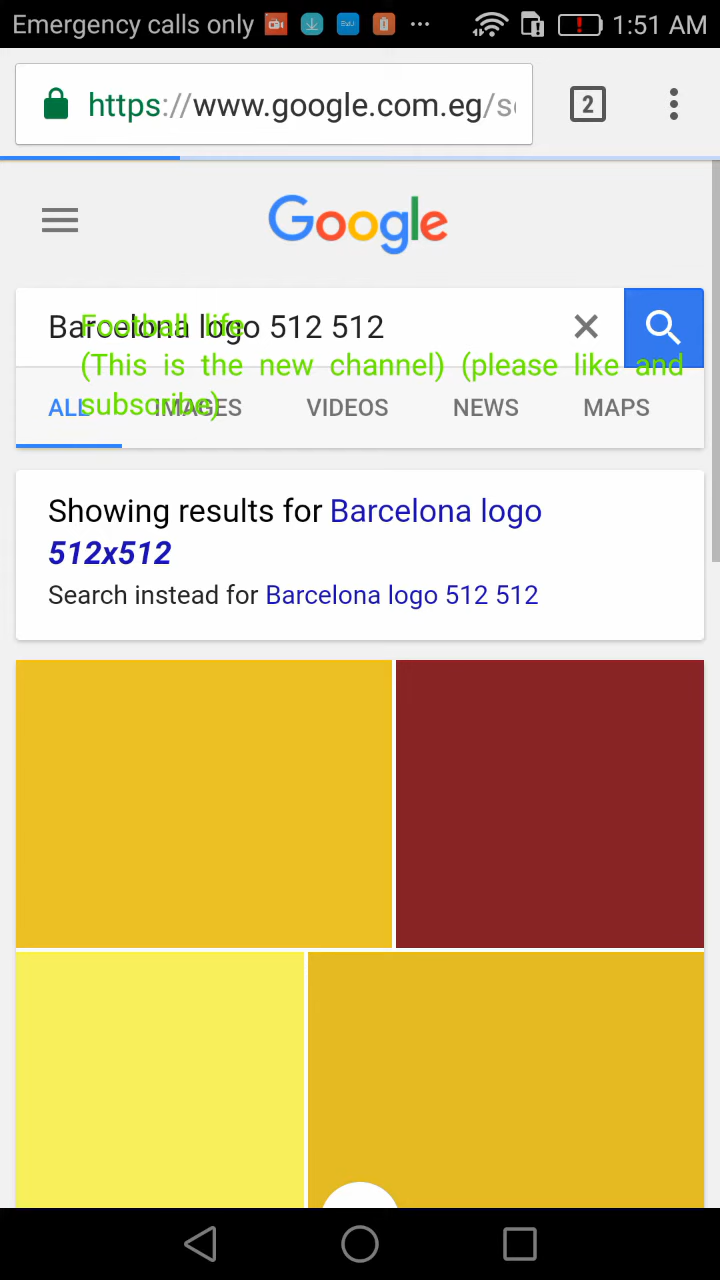 Emergency calls only
1:51 AM
https://www.google.com.eg/s
2
Google
Barcelona logo 512 512
Football life
(This is the new channel) (please like and
subscribe)
ALL IMAGES VIDEOS NEWS MAPS
Showing results for Barcelona logo
512x512
Search instead for Barcelona logo 512 512